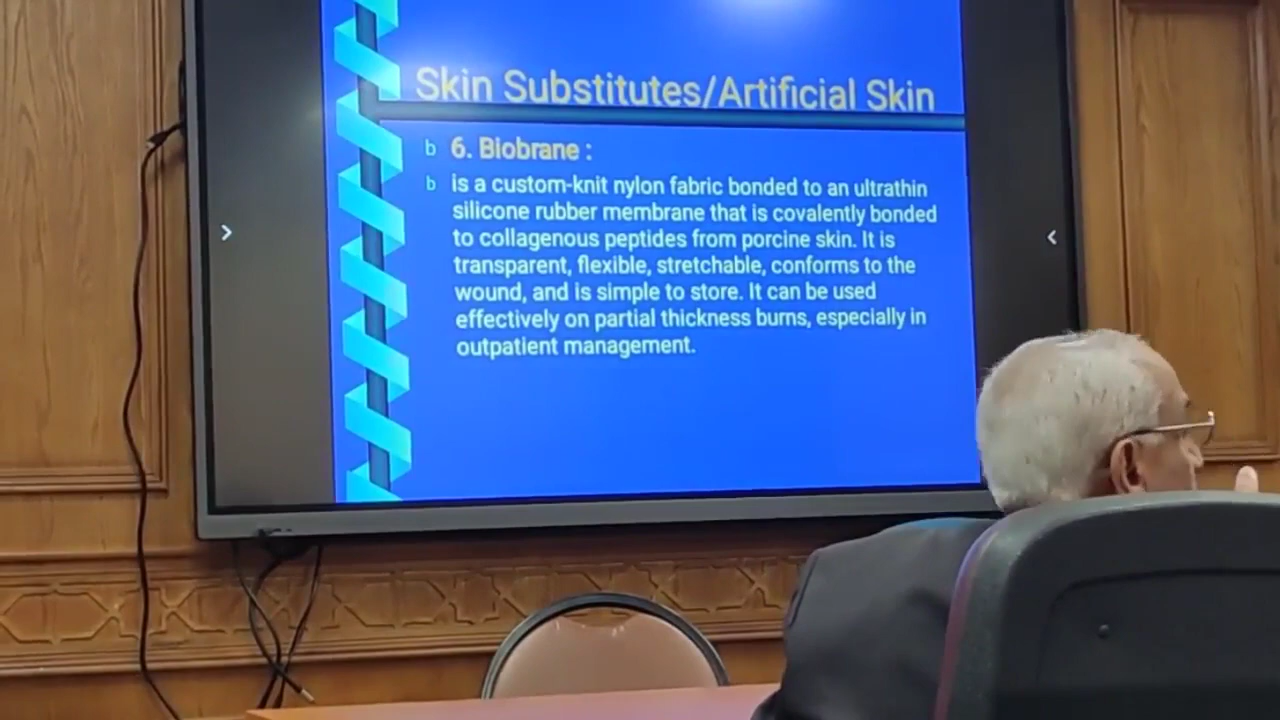 Skin Substitutes/Artificial Skin
b 6. Biobrane :
b is a custom-knit nylon fabric bonded to an ultrathin
silicone rubber membrane that is covalently bonded
to collagenous peptides from porcine skin. It is
transparent, flexible, stretchable, conforms to the
wound, and is simple to store. It can be used
effectively on partial thickness burns, especially in
outpatient management.